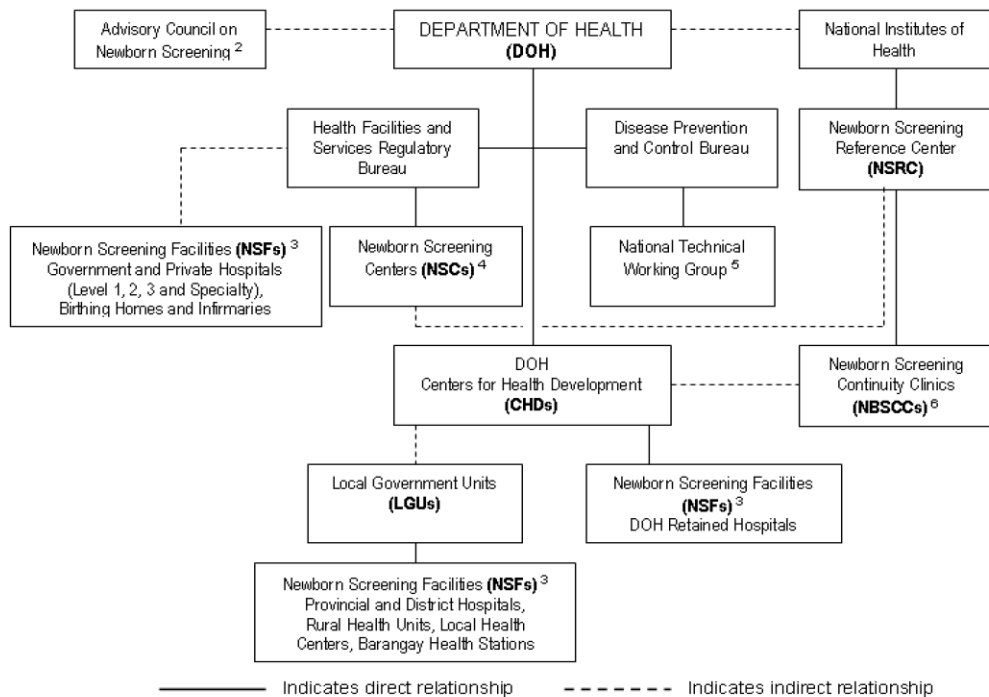 Advisory Council on
Newborn Screening 2
DEPARTMENT OF HEALTH
(DOH)
National Institutes of
Health
Health Facilities and
Services Regulatory
Bureau
Disease Prevention
and Control Bureau
Newborn Screening
Reference Center
(NSRC)
Newborn Screening Facilities (NSFs) 3
Government and Private Hospitals
(Level 1, 2, 3 and Specialty),
Birthing Homes and Infirmaries
Newborn Screening
Centers (NSCs) 4
National Technical
Working Group 5
DOH
Centers for Health Development
(CHDs)
Newborn Screening
Continuity Clinics
(NBSCCs) 6
Local Government Units
(LGUs)
Newborn Screening Facilities
(NSFs) 3
DOH Retained Hospitals
Newborn Screening Facilities (NSFs) 3
Provincial and District Hospitals,
Rural Health Units, Local Health
Centers, Barangay Health Stations
Indicates direct relationship
Indicates indirect relationship